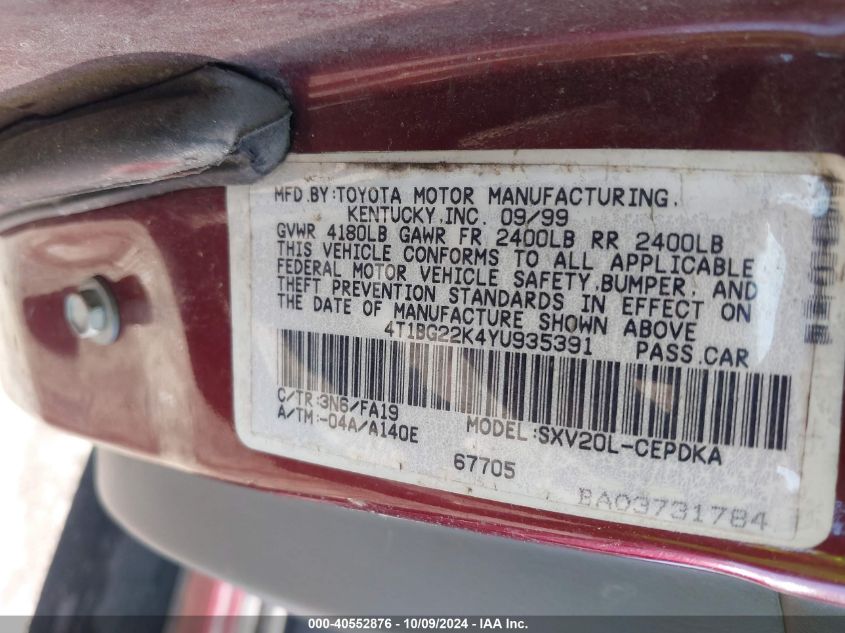 MFD.BY:TOYOTA MOTOR MANUFACTURING.
KENTUCKY,INC. 09/99
GVWR 4180LB GAWR FR 2400LB RR 2400LB
THIS VEHICLE CONFORMS TO ALL APPLICABLE
FEDERAL MOTOR VEHICLE SAFETY,BUMPER, AND
THEFT PREVENTION STANDARDS IN EFFECT ON
THE DATE OF MANUFACTURE SHOWN ABOVE
4T1BG22K4YU935391 PASS.CAR
C/TR:3N6/FA19
A/TM:-04A/A140E MODEL:SXV20L-CEPDKA
67705
BA03731784
000-40552876 - 10/09/2024 - IAA Inc.